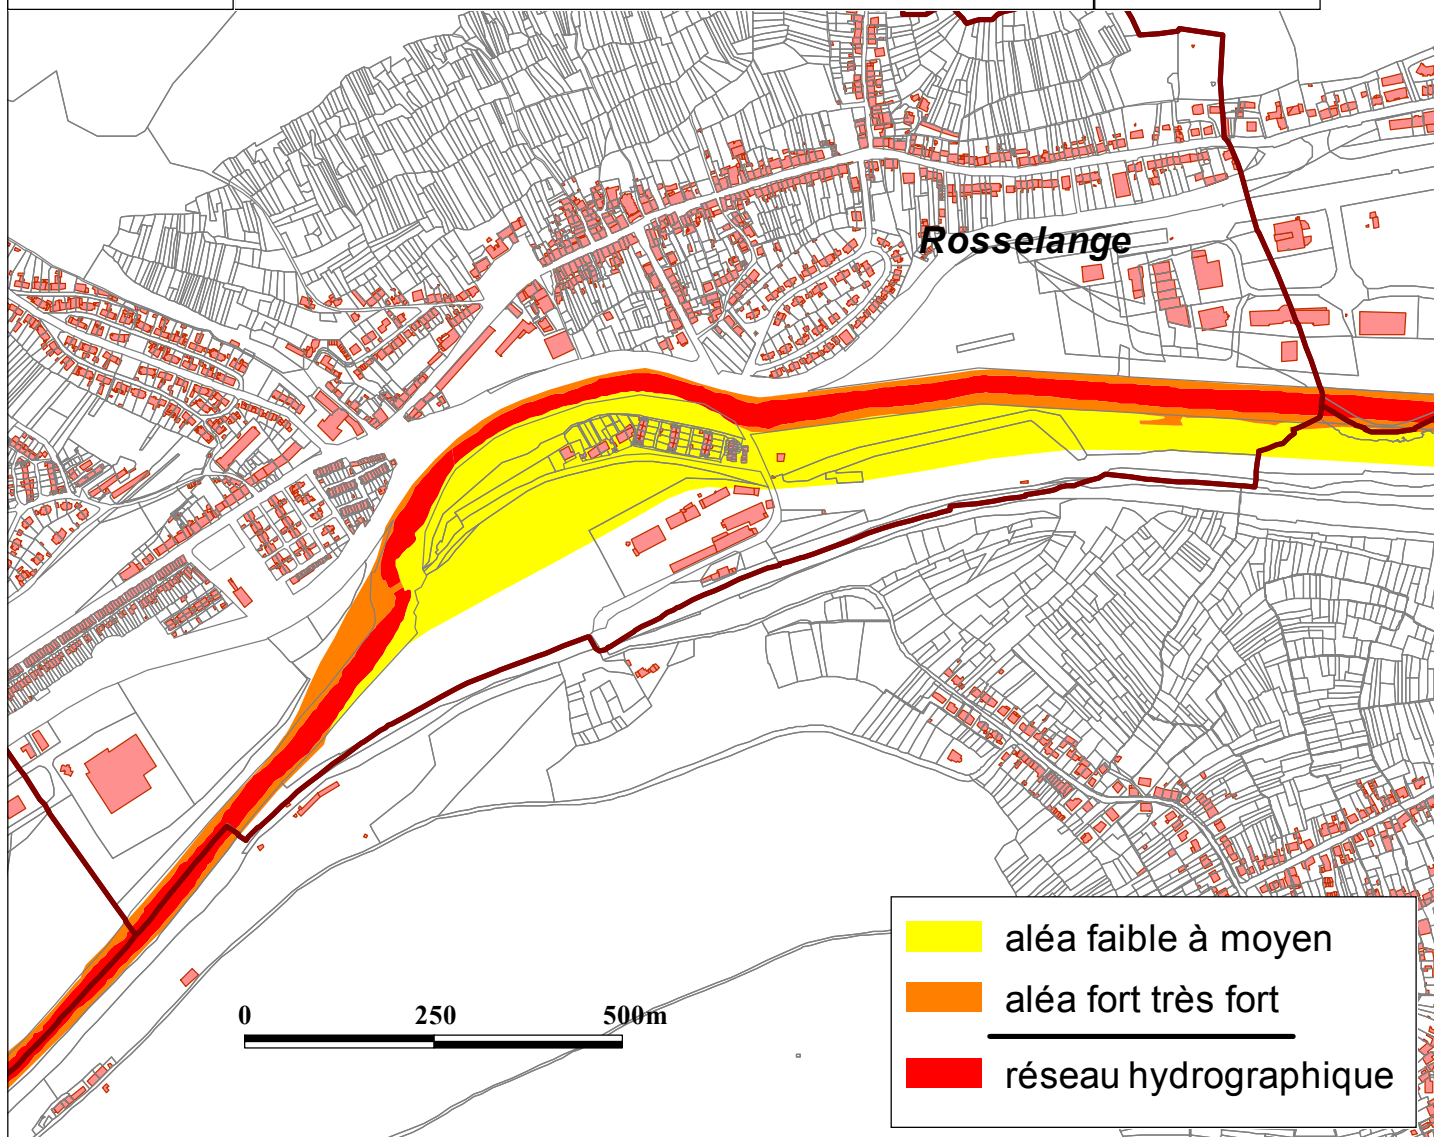 Rosselange
0 250 500m
aléa faible à moyen
aléa fort très fort
réseau hydrographique